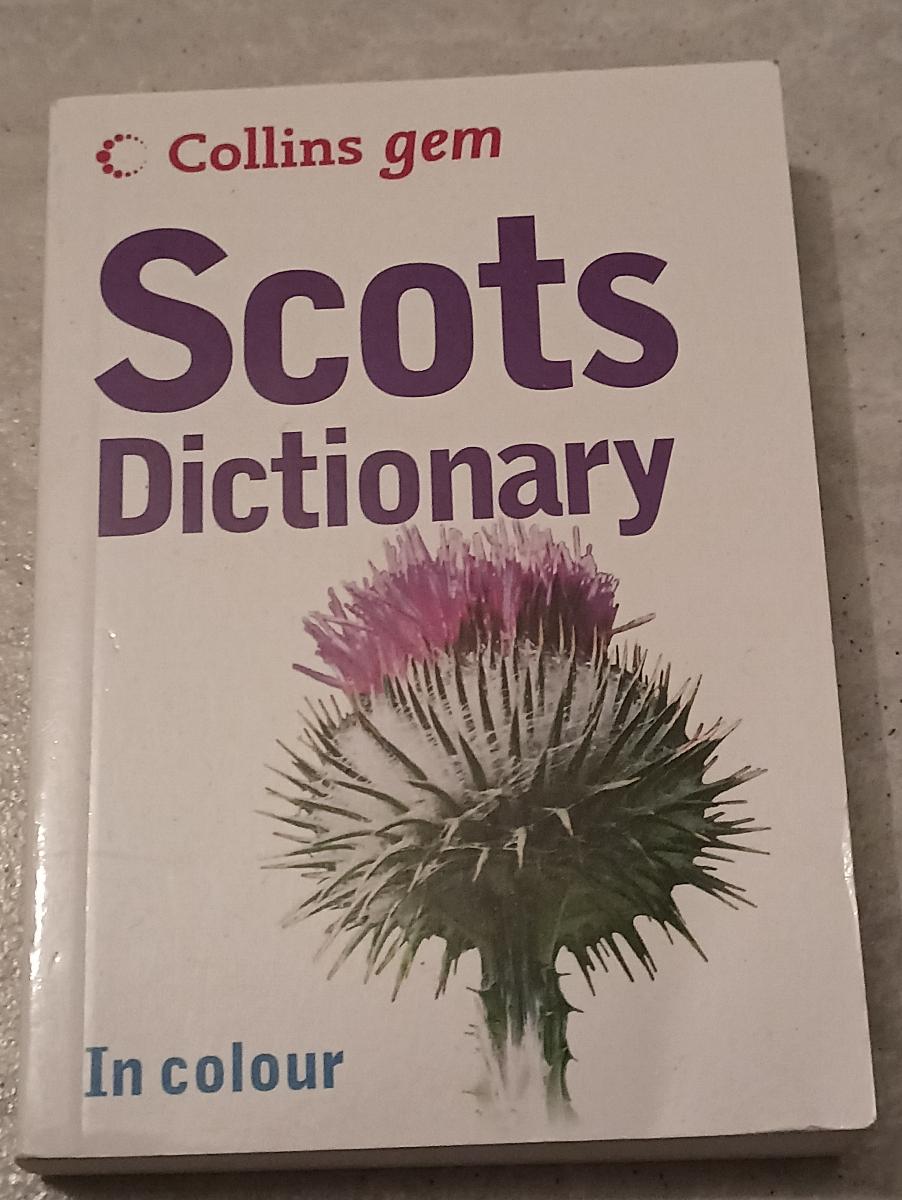 Collins gem
Scots
Dictionary
In colour